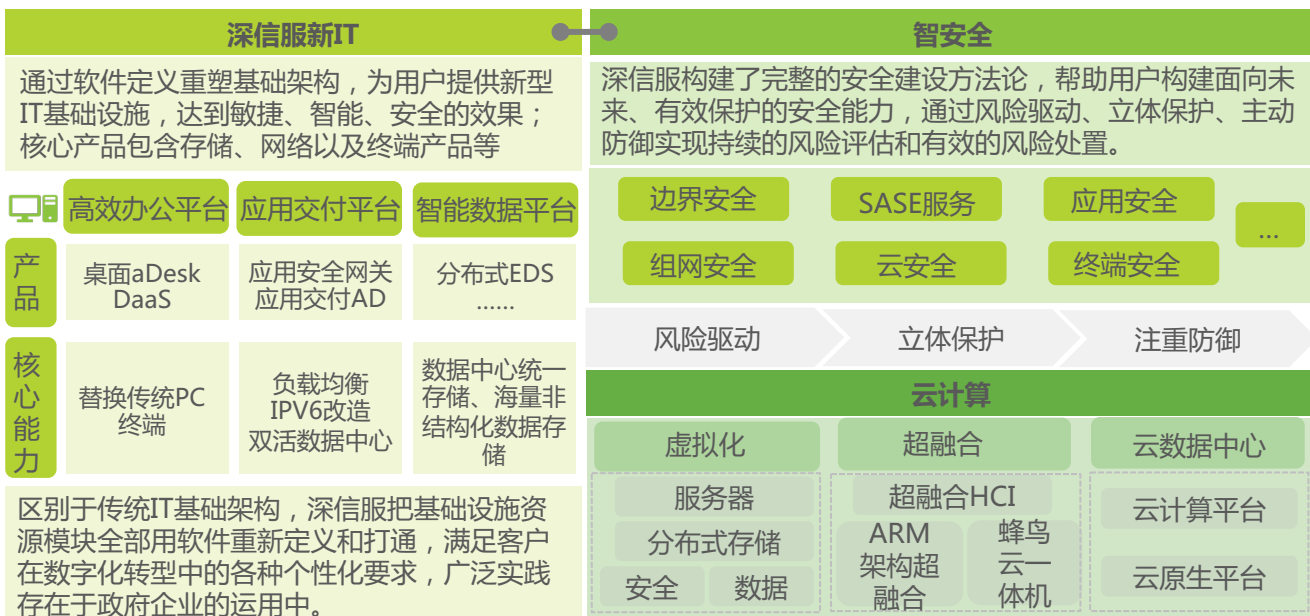 深信服新IT
通过软件定义重塑基础架构，为用户提供新型
IT基础设施，达到敏捷、智能、安全的效果；
核心产品包含存储、网络以及终端产品等
高效办公平台
应用交付平台
智能数据平台
产
品
桌面aDesk
DaaS
应用安全网关
应用交付AD
分布式EDS
……
核
心
能
力
替换传统PC
终端
负载均衡
IPV6改造
双活数据中心
数据中心统一
存储、海量非
结构化数据存
储
区别于传统IT基础架构，深信服把基础设施资
源模块全部用软件重新定义和打通，满足客户
在数字化转型中的各种个性化要求，广泛实践
存在于政府企业的运用中。
智安全
深信服构建了完整的安全建设方法论，帮助用户构建面向未
来、有效保护的安全能力，通过风险驱动、立体保护、主动
防御实现持续的风险评估和有效的风险处置。
边界安全
SASE服务
应用安全
...
组网安全
云安全
终端安全
风险驱动
立体保护
注重防御
云计算
虚拟化
超融合
云数据中心
服务器
分布式存储
安全
数据
超融合HCI
ARM
架构超
融合
蜂鸟
云一
体机
云计算平台
云原生平台